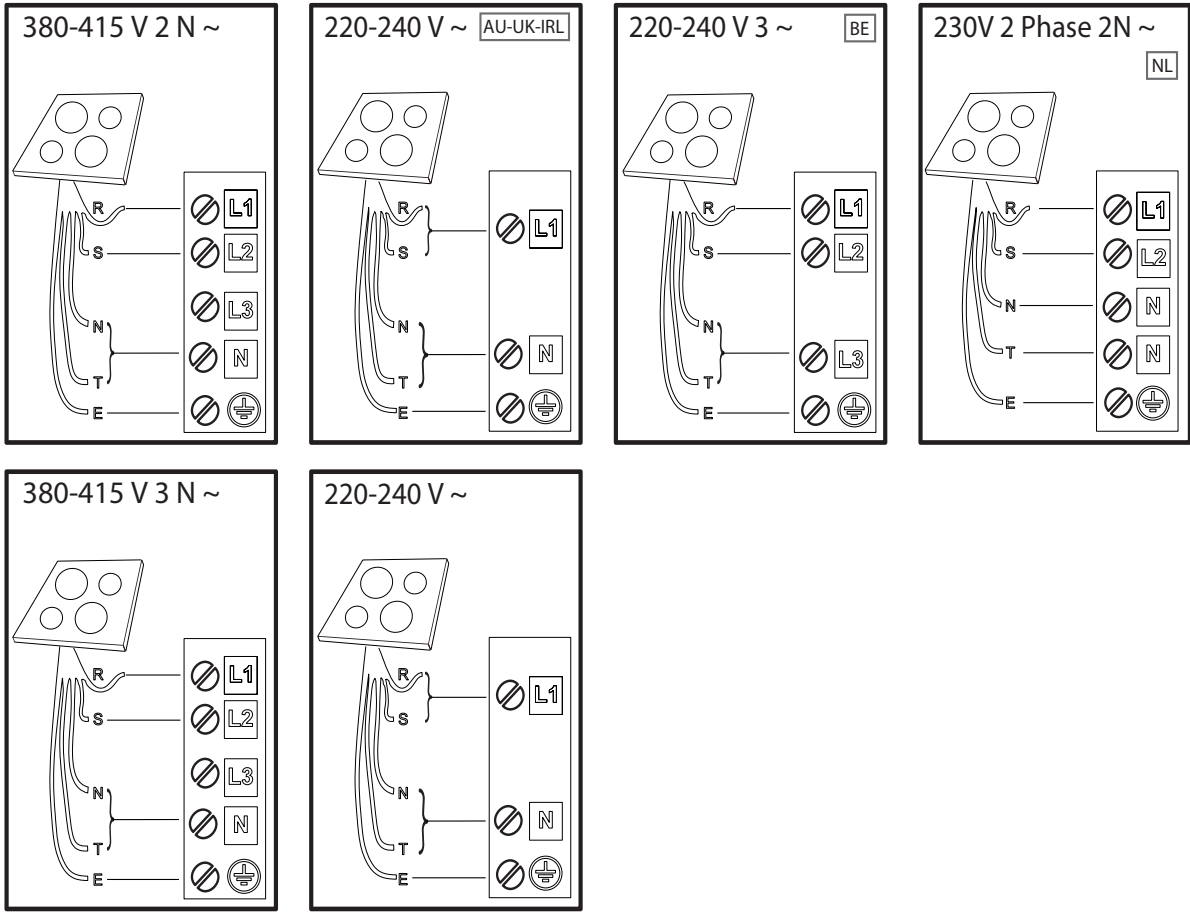 380-415 V 2 N ~
R L1
S L2
L3
N
N
T
E
220-240 V ~ AU-UK-IRL
R
L1
S
N
N
T
E
220-240 V 3 ~ BE
R L1
S L2
N
L3
T
E
230V 2 Phase 2N ~
NL
R L1
S L2
N N
T N
E
380-415 V 3 N ~
R L1
S L2
L3
N
N
T
E
220-240 V ~
R
L1
S
N
N
T
E